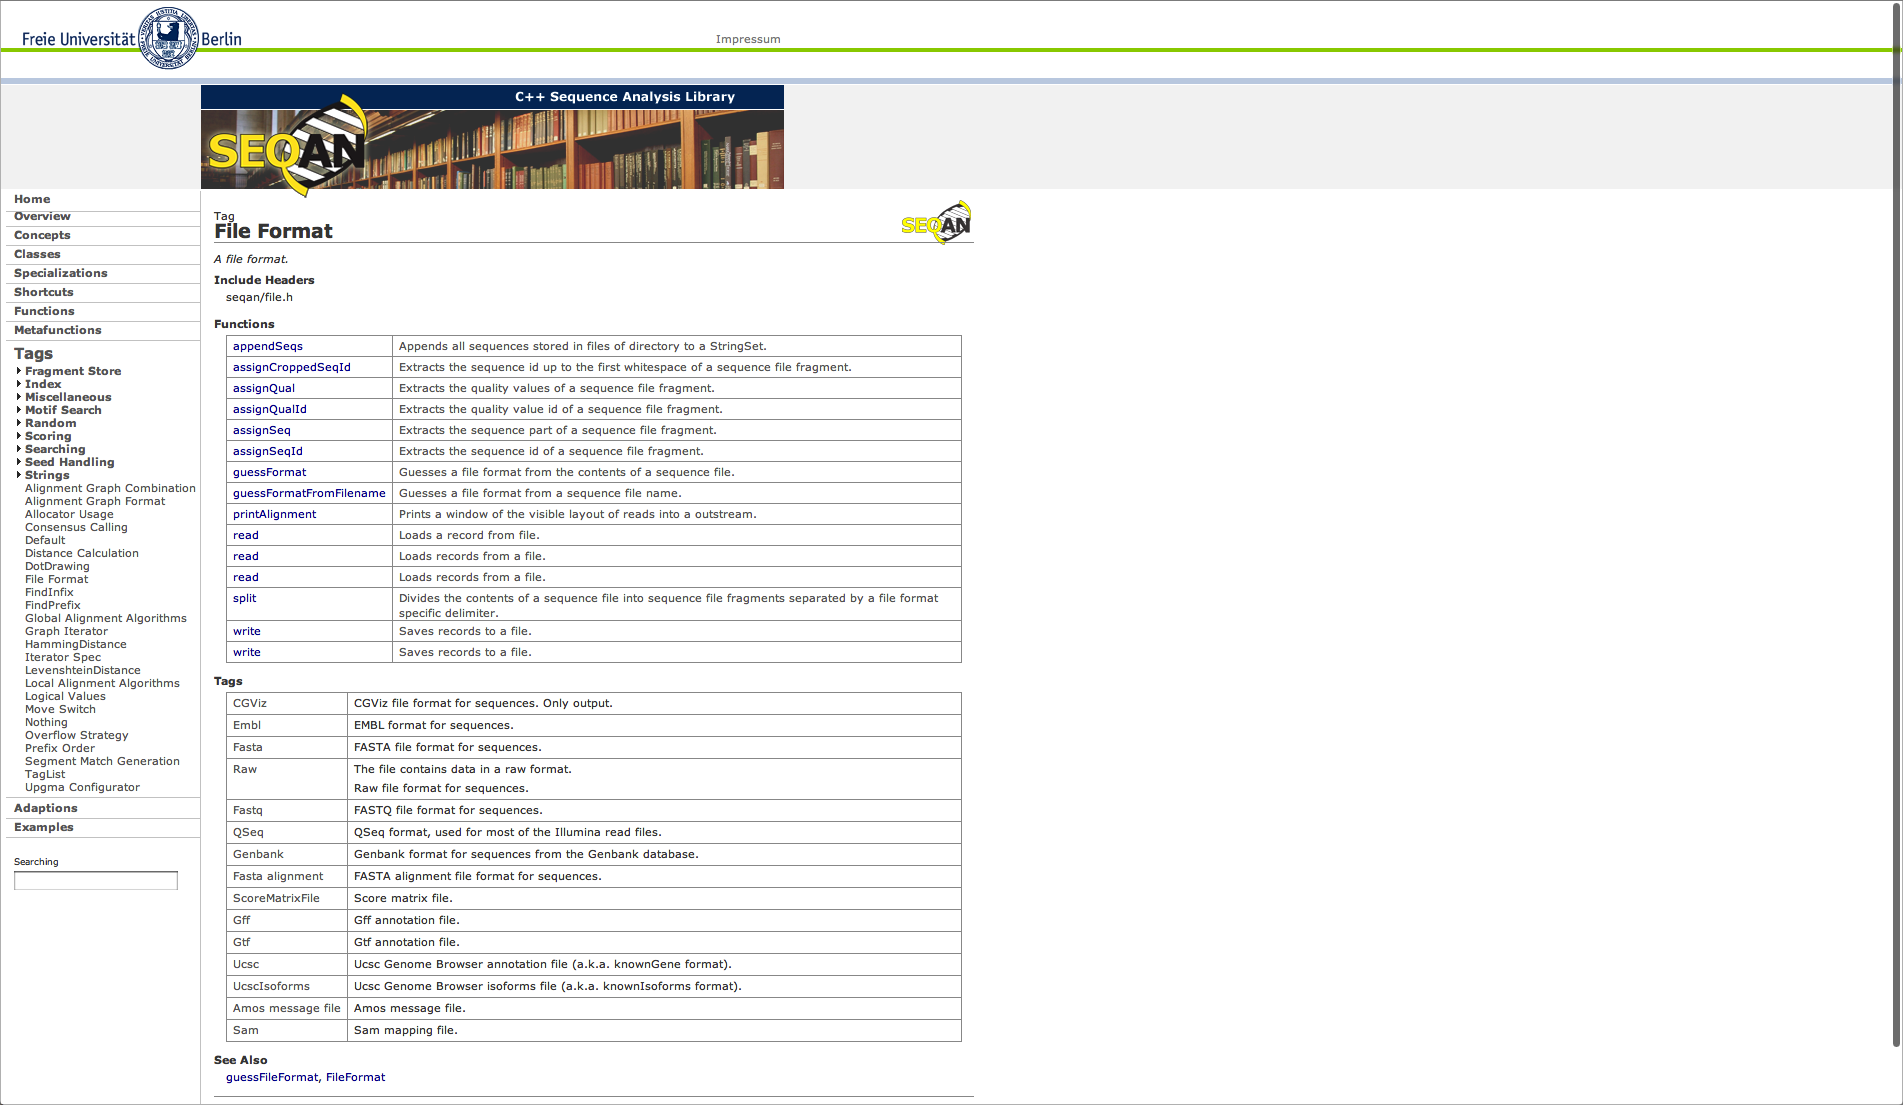 Freie Universität Berlin
Impressum
C++ Sequence Analysis Library
SEQAN
Home
Overview
Concepts
Classes
Specializations
Shortcuts
Functions
Metafunctions
Tags
Fragment Store
Index
Miscellaneous
Motif Search
Random
Scoring
Searching
Seed Handling
Strings
Alignment Graph Combination
Alignment Graph Format
Allocator Usage
Consensus Calling
Default
Distance Calculation
DotDrawing
File Format
FindInfix
FindPrefix
Global Alignment Algorithms
Graph Iterator
HammingDistance
Iterator Spec
LevenshteinDistance
Local Alignment Algorithms
Logical Values
Move Switch
Nothing
Overflow Strategy
Prefix Order
Segment Match Generation
TagList
Upgma Configurator
Adaptions
Examples
Searching
Tag
File Format
SEQAN
A file format.
Include Headers
seqan/file.h
Functions
appendSeqs Appends all sequences stored in files of directory to a StringSet.
assignCroppedSeqId Extracts the sequence id up to the first whitespace of a sequence file fragment.
assignQual Extracts the quality values of a sequence file fragment.
assignQualId Extracts the quality value id of a sequence file fragment.
assignSeq Extracts the sequence part of a sequence file fragment.
assignSeqId Extracts the sequence id of a sequence file fragment.
guessFormat Guesses a file format from the contents of a sequence file.
guessFormatFromFilename Guesses a file format from a sequence file name.
printAlignment Prints a window of the visible layout of reads into a outstream.
read Loads a record from file.
read Loads records from a file.
read Loads records from a file.
split Divides the contents of a sequence file into sequence file fragments separated by a file format
specific delimiter.
write Saves records to a file.
write Saves records to a file.
Tags
CGViz CGViz file format for sequences. Only output.
Embl EMBL format for sequences.
Fasta FASTA file format for sequences.
Raw The file contains data in a raw format.
Raw file format for sequences.
Fastq FASTQ file format for sequences.
QSeq QSeq format, used for most of the Illumina read files.
Genbank Genbank format for sequences from the Genbank database.
Fasta alignment FASTA alignment file format for sequences.
ScoreMatrixFile Score matrix file.
Gff Gff annotation file.
Gtf Gtf annotation file.
Ucsc Ucsc Genome Browser annotation file (a.k.a. knownGene format).
UcscIsoforms Ucsc Genome Browser isoforms file (a.k.a. knownIsoforms format).
Amos message file Amos message file.
Sam Sam mapping file.
See Also
guessFileFormat, FileFormat